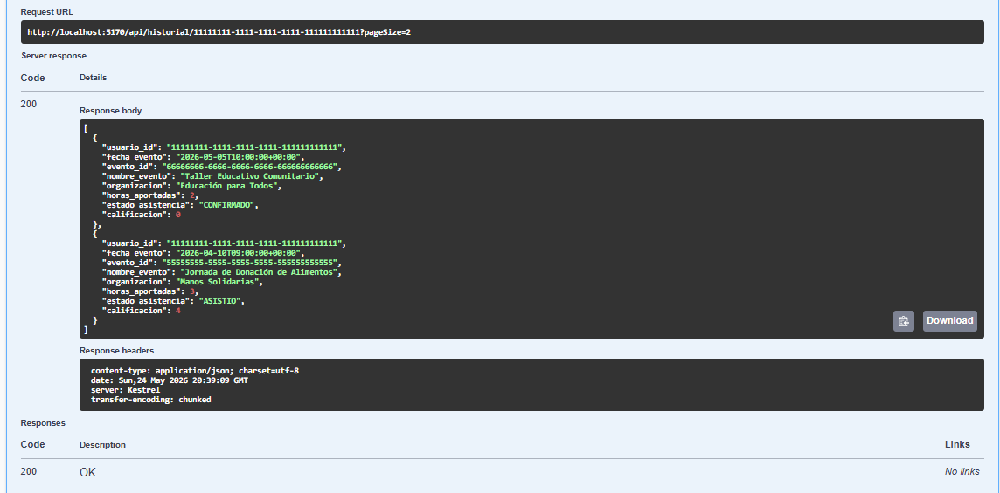 Request URL
http://localhost:5170/api/historial/11111111-1111-1111-1111-111111111111?pageSize=2
Server response
Code Details
200
Response body
[
  {
    "usuario_id": "11111111-1111-1111-1111-111111111111",
    "fecha_evento": "2026-05-05T10:00:00+00:00",
    "evento_id": "66666666-6666-6666-6666-666666666666",
    "nombre_evento": "Taller Educativo Comunitario",
    "organizacion": "Educación para Todos",
    "horas_aportadas": 2,
    "estado_asistencia": "CONFIRMADO",
    "calificacion": 0
  },
  {
    "usuario_id": "11111111-1111-1111-1111-111111111111",
    "fecha_evento": "2026-04-10T09:00:00+00:00",
    "evento_id": "55555555-5555-5555-5555-555555555555",
    "nombre_evento": "Jornada de Donación de Alimentos",
    "organizacion": "Manos Solidarias",
    "horas_aportadas": 3,
    "estado_asistencia": "ASISTIO",
    "calificacion": 4
  }
]
Download
Response headers
content-type: application/json; charset=utf-8
date: Sun,24 May 2026 20:39:09 GMT
server: Kestrel
transfer-encoding: chunked
Responses
Code Description Links
200 OK No links